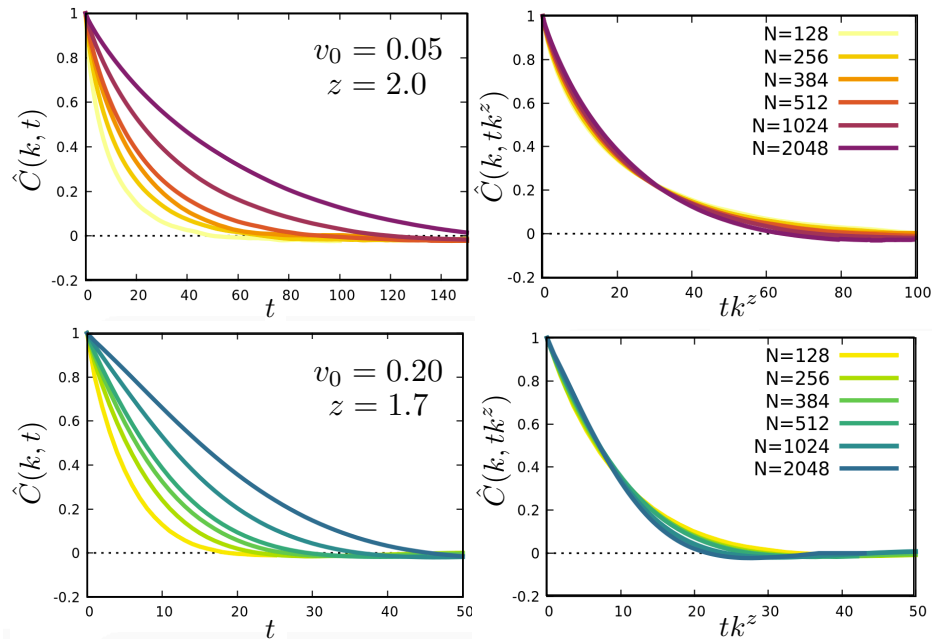 1
0.8
0.6
0.4
0.2
0
-0.2
Ĉ(k, t)
v₀ = 0.05
z = 2.0
0 20 40 60 80 100 120 140
t
1
0.8
0.6
0.4
0.2
0
-0.2
Ĉ(k, tkᶻ)
N=128
N=256
N=384
N=512
N=1024
N=2048
0 20 40 60 80 100
tkᶻ
1
0.8
0.6
0.4
0.2
0
-0.2
Ĉ(k, t)
v₀ = 0.20
z = 1.7
0 10 20 30 40 50
t
1
0.8
0.6
0.4
0.2
0
-0.2
Ĉ(k, tkᶻ)
N=128
N=256
N=384
N=512
N=1024
N=2048
0 10 20 30 40 50
tkᶻ